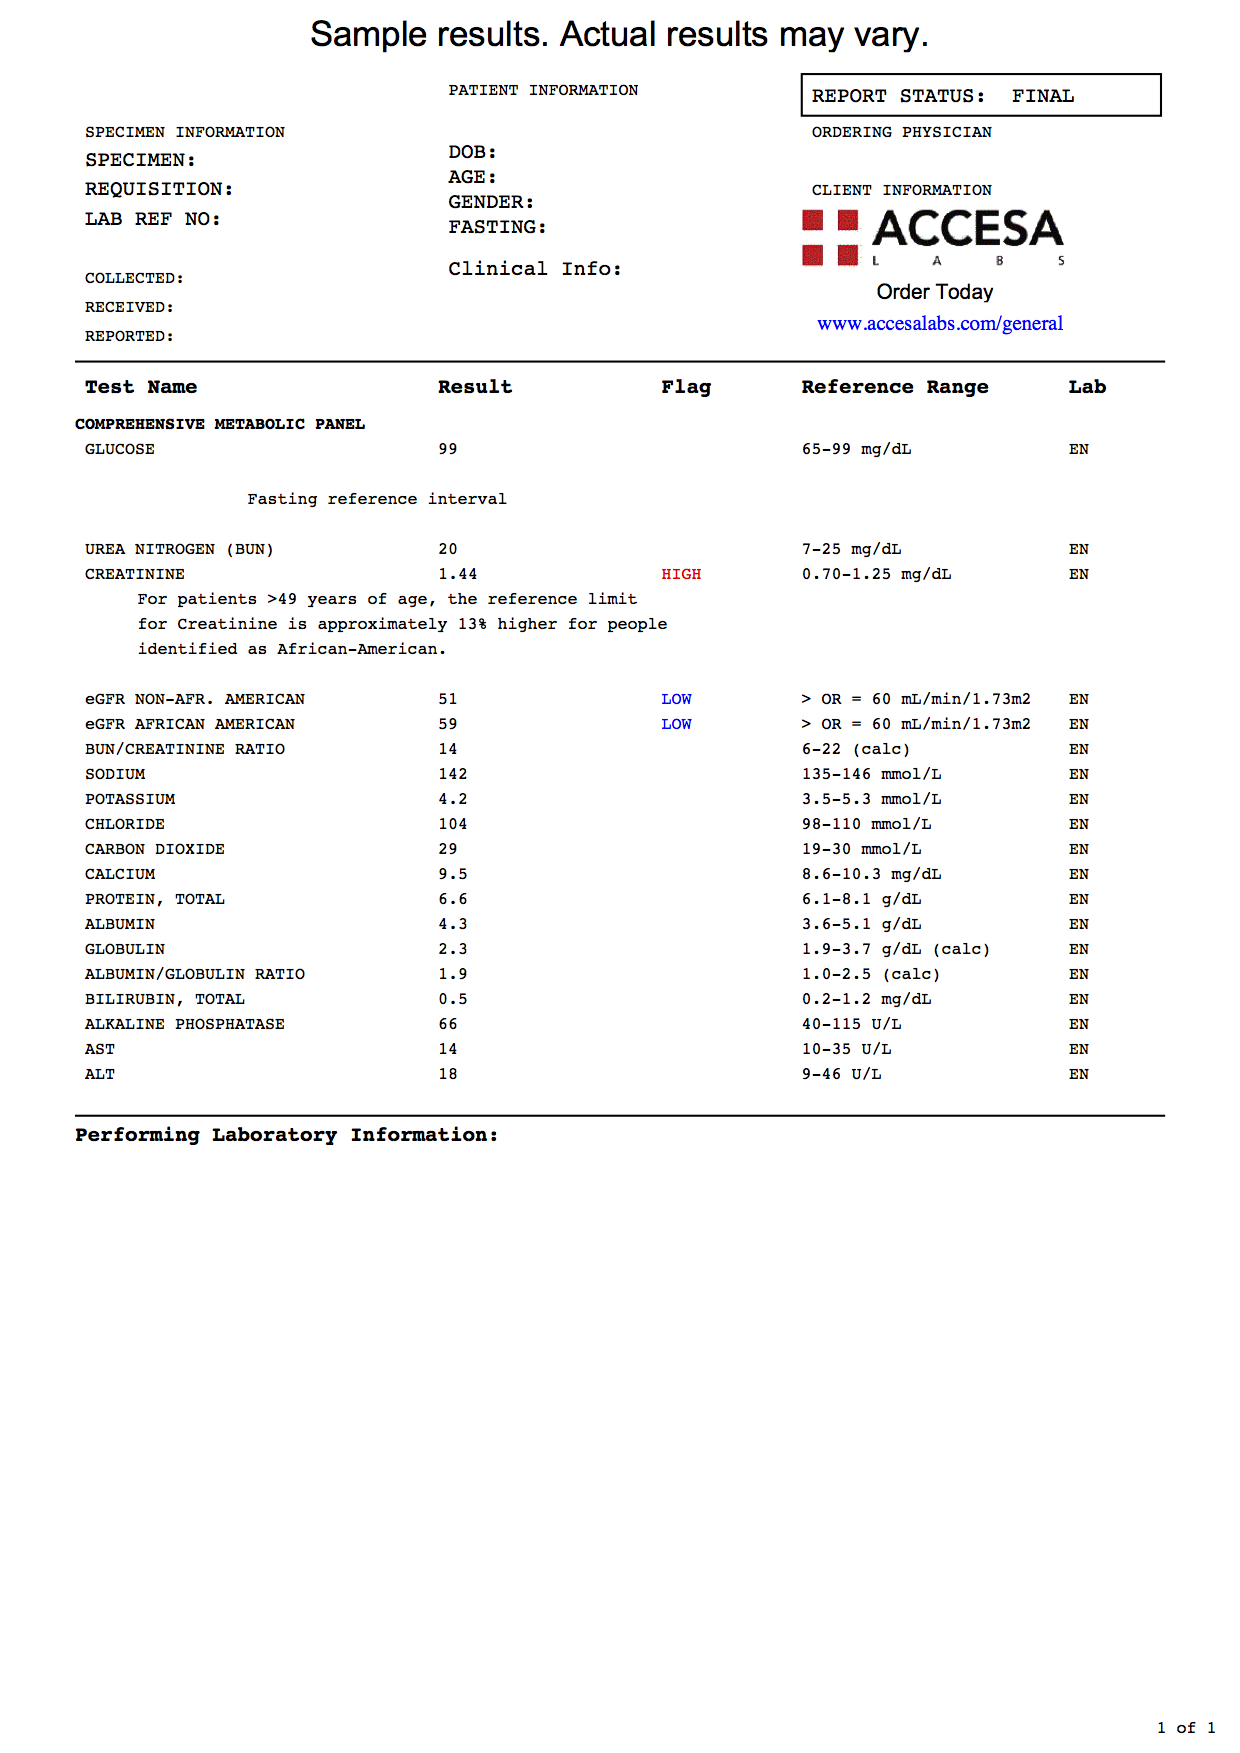 Sample results. Actual results may vary.
PATIENT INFORMATION
REPORT STATUS: FINAL
SPECIMEN INFORMATION
ORDERING PHYSICIAN
SPECIMEN:
DOB:
REQUISITION:
AGE:
CLIENT INFORMATION
LAB REF NO:
GENDER:
FASTING:
ACCESA
LABS
COLLECTED:
Clinical Info:
Order Today
RECEIVED:
www.accesalabs.com/general
REPORTED:
Test Name Result Flag Reference Range Lab
COMPREHENSIVE METABOLIC PANEL
GLUCOSE 99 65-99 mg/dL EN
Fasting reference interval
UREA NITROGEN (BUN) 20 7-25 mg/dL EN
CREATININE 1.44 HIGH 0.70-1.25 mg/dL EN
For patients >49 years of age, the reference limit
for Creatinine is approximately 13% higher for people
identified as African-American.
eGFR NON-AFR. AMERICAN 51 LOW > OR = 60 mL/min/1.73m2 EN
eGFR AFRICAN AMERICAN 59 LOW > OR = 60 mL/min/1.73m2 EN
BUN/CREATININE RATIO 14 6-22 (calc) EN
SODIUM 142 135-146 mmol/L EN
POTASSIUM 4.2 3.5-5.3 mmol/L EN
CHLORIDE 104 98-110 mmol/L EN
CARBON DIOXIDE 29 19-30 mmol/L EN
CALCIUM 9.5 8.6-10.3 mg/dL EN
PROTEIN, TOTAL 6.6 6.1-8.1 g/dL EN
ALBUMIN 4.3 3.6-5.1 g/dL EN
GLOBULIN 2.3 1.9-3.7 g/dL (calc) EN
ALBUMIN/GLOBULIN RATIO 1.9 1.0-2.5 (calc) EN
BILIRUBIN, TOTAL 0.5 0.2-1.2 mg/dL EN
ALKALINE PHOSPHATASE 66 40-115 U/L EN
AST 14 10-35 U/L EN
ALT 18 9-46 U/L EN
Performing Laboratory Information:
1 of 1